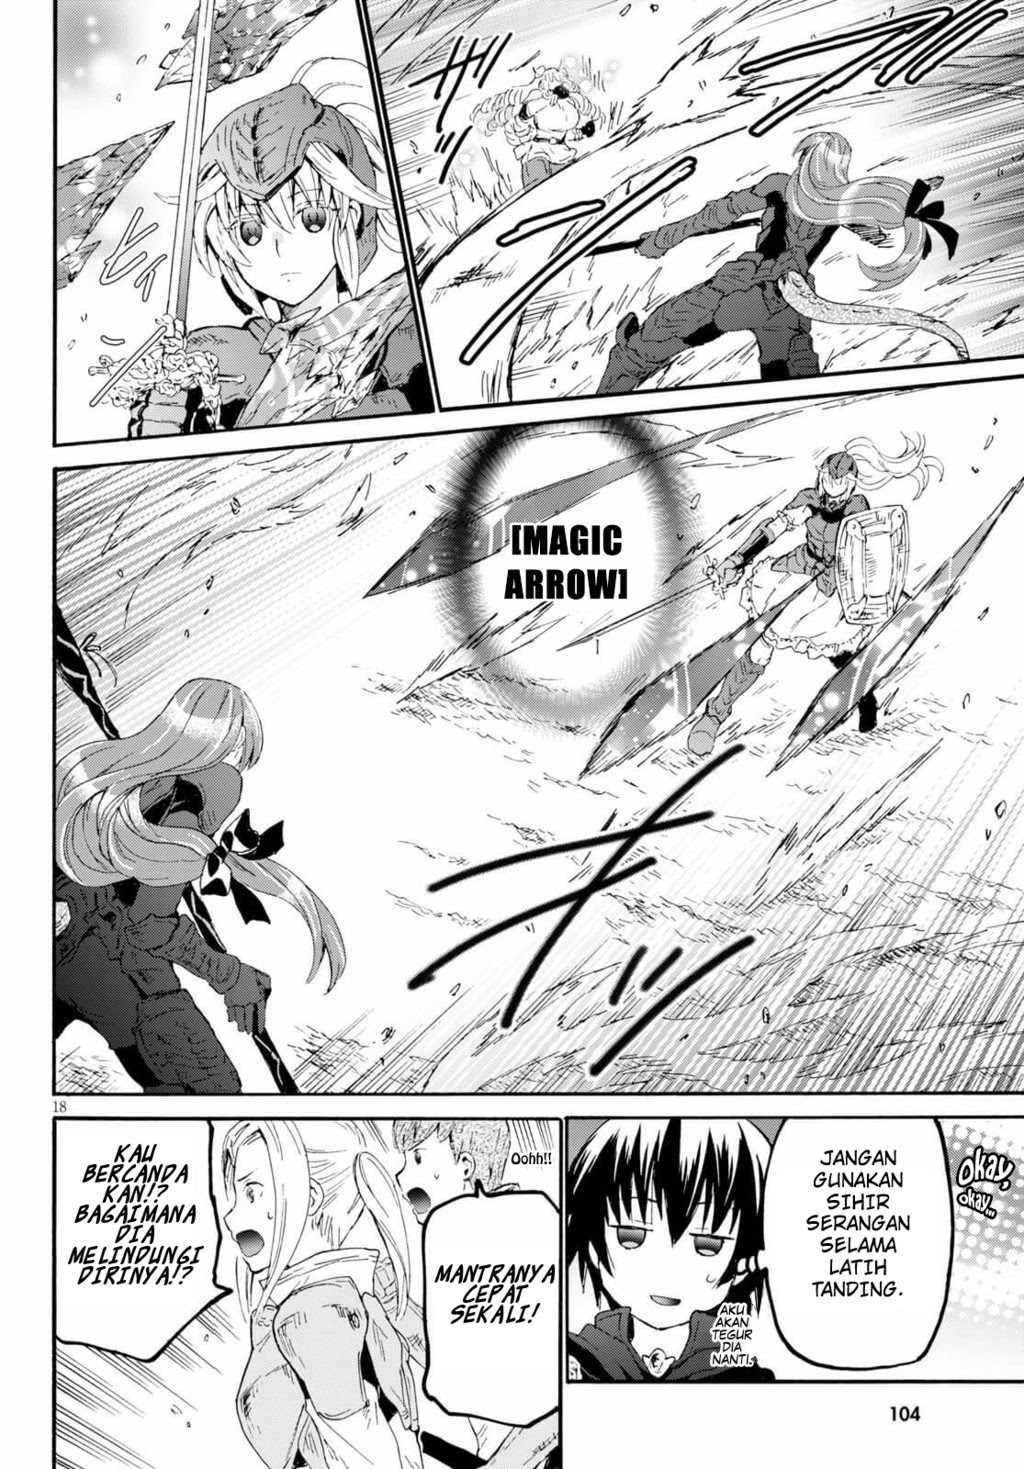 [MAGIC
ARROW]
JANGAN
GUNAKAN
SIHIR
SERANGAN
SELAMA
LATIH
TANDING.
Okay,
okay...
AKU
AKAN
TEGUR
DIA
NANTI.
Oohh!!
MANTRANYA
CEPAT
SEKALI!
KAU
BERCANDA
KAN!?
BAGAIMANA
DIA
MELINDUNGI
DIRINYA!?
18
104